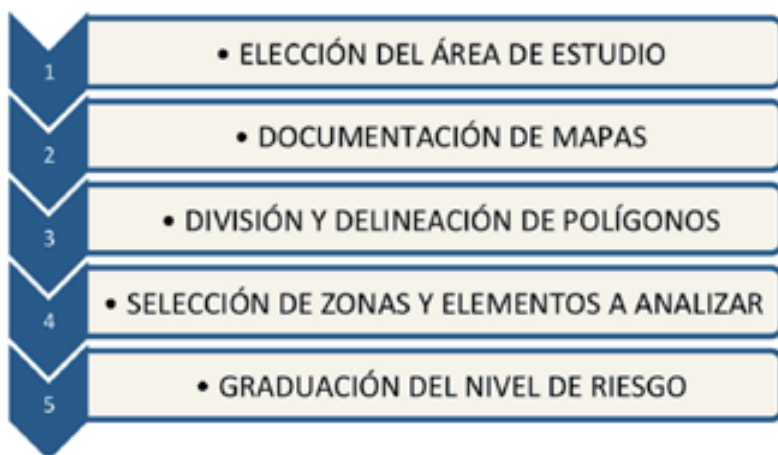 1
• ELECCIÓN DEL ÁREA DE ESTUDIO
2
• DOCUMENTACIÓN DE MAPAS
3
• DIVISIÓN Y DELINEACIÓN DE POLÍGONOS
4
• SELECCIÓN DE ZONAS Y ELEMENTOS A ANALIZAR
5
• GRADUACIÓN DEL NIVEL DE RIESGO